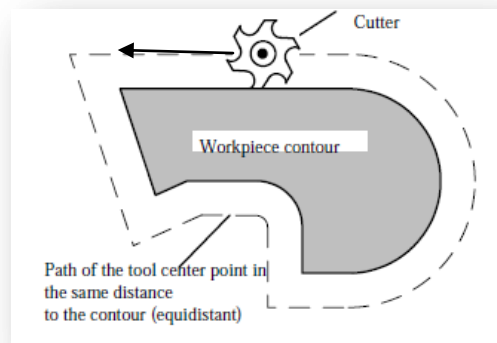 Cutter
Workpiece contour
Path of the tool center point in
the same distance
to the contour (equidistant)